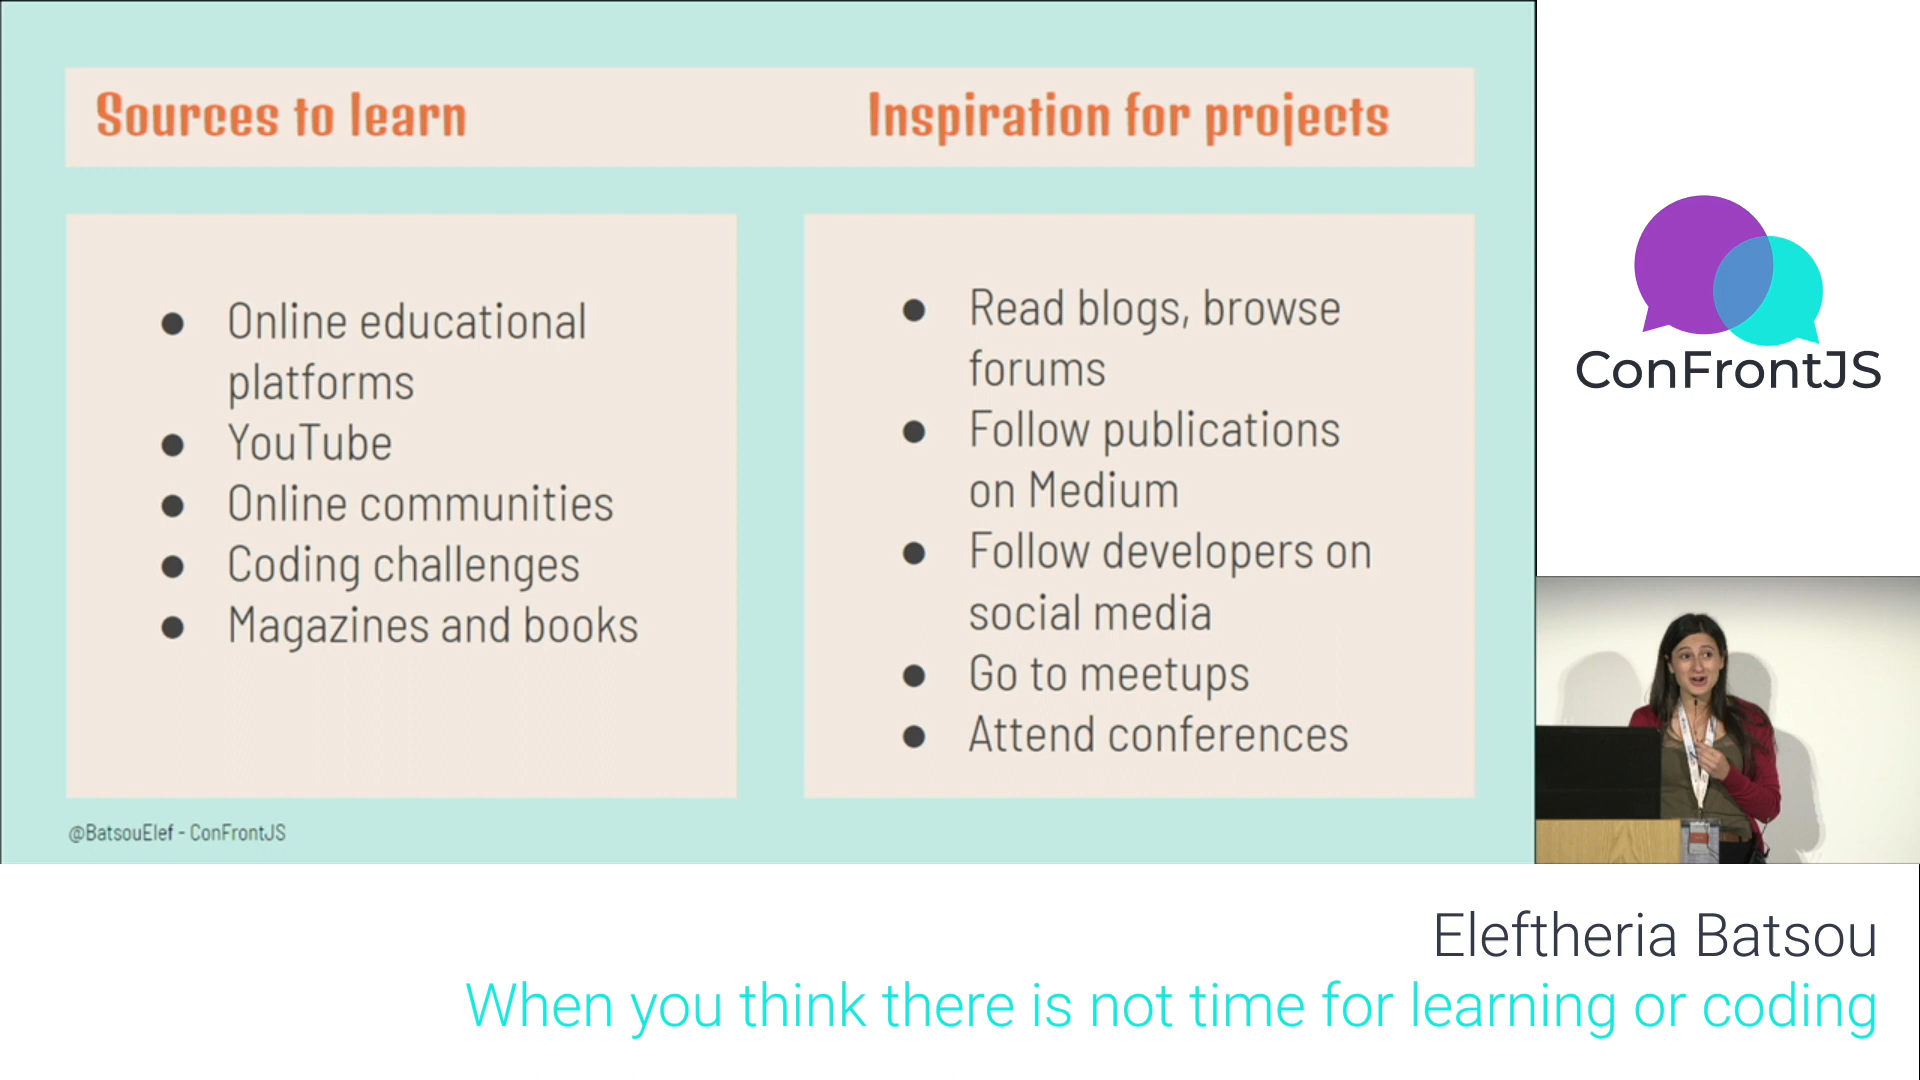 Sources to learn
Inspiration for projects
● Online educational
platforms
● YouTube
● Online communities
● Coding challenges
● Magazines and books
● Read blogs, browse
forums
● Follow publications
on Medium
● Follow developers on
social media
● Go to meetups
● Attend conferences
@BatsouElef - ConFrontJS
ConFrontJS
Eleftheria Batsou
When you think there is not time for learning or coding